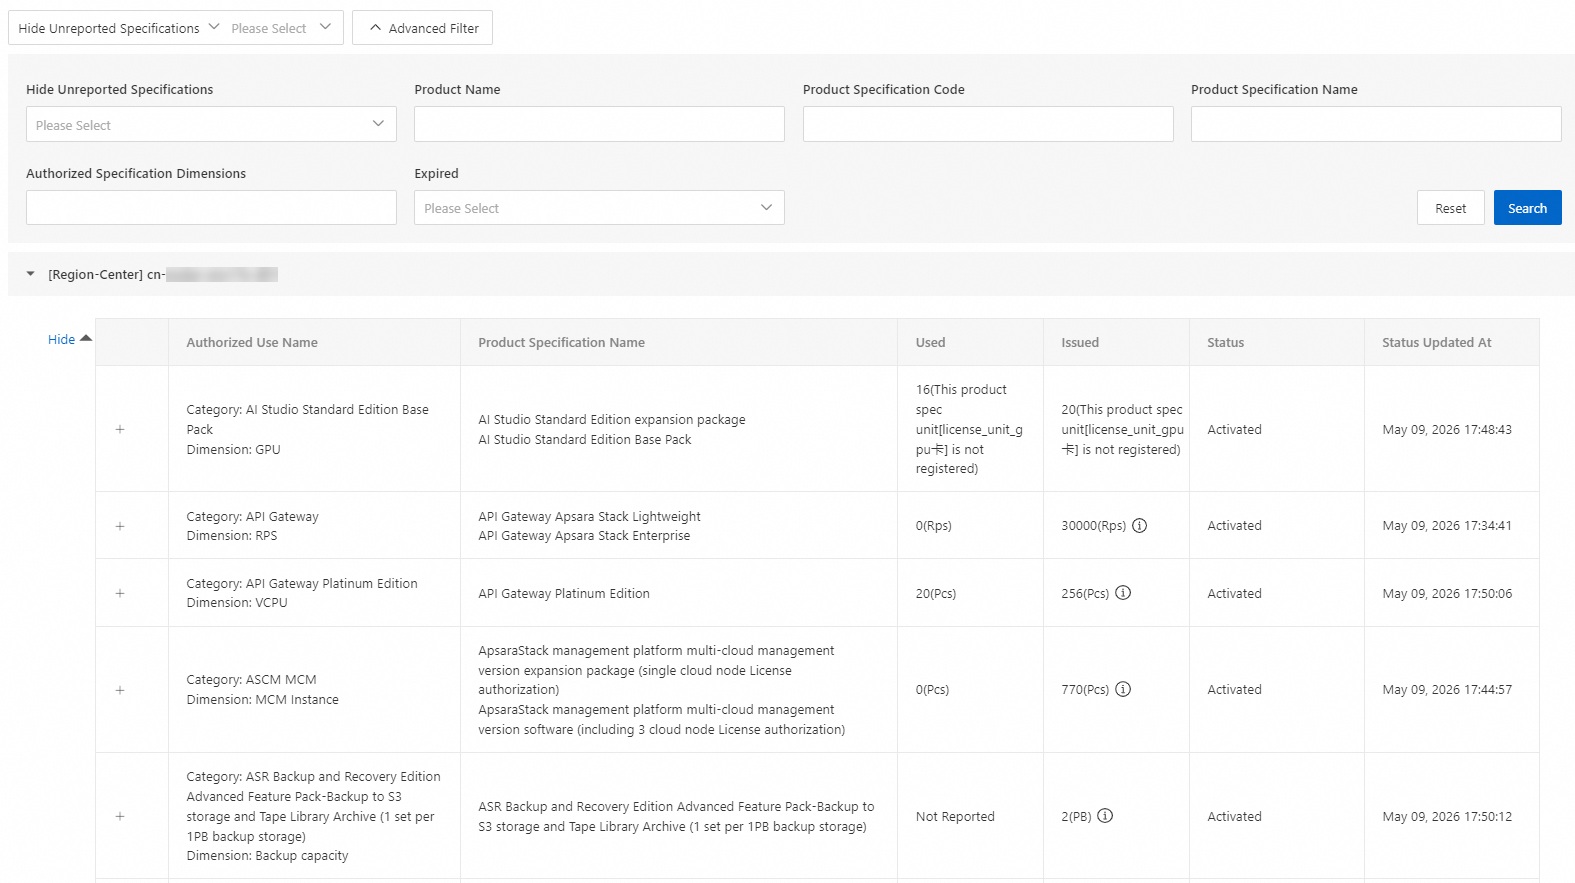 Hide Unreported Specifications Please Select Advanced Filter
Hide Unreported Specifications Product Name Product Specification Code Product Specification Name
Please Select
Authorized Specification Dimensions Expired
Please Select Reset Search
[Region-Center] cn-
Hide
Authorized Use Name Product Specification Name Used Issued Status Status Updated At
Category: AI Studio Standard Edition Base
Pack
Dimension: GPU
AI Studio Standard Edition expansion package
AI Studio Standard Edition Base Pack
16(This product
spec
unit[license_unit_g
pu卡] is not
registered)
20(This product spec
unit[license_unit_gpu
卡] is not registered)
Activated
May 09, 2026 17:48:43
Category: API Gateway
Dimension: RPS
API Gateway Apsara Stack Lightweight
API Gateway Apsara Stack Enterprise
0(Rps)
30000(Rps)
Activated
May 09, 2026 17:34:41
Category: API Gateway Platinum Edition
Dimension: VCPU
API Gateway Platinum Edition
20(Pcs)
256(Pcs)
Activated
May 09, 2026 17:50:06
Category: ASCM MCM
Dimension: MCM Instance
ApsaraStack management platform multi-cloud management
version expansion package (single cloud node License
authorization)
ApsaraStack management platform multi-cloud management
version software (including 3 cloud node License authorization)
0(Pcs)
770(Pcs)
Activated
May 09, 2026 17:44:57
Category: ASR Backup and Recovery Edition
Advanced Feature Pack-Backup to S3
storage and Tape Library Archive (1 set per
1PB backup storage)
Dimension: Backup capacity
ASR Backup and Recovery Edition Advanced Feature Pack-Backup to
S3 storage and Tape Library Archive (1 set per 1PB backup storage)
Not Reported
2(PB)
Activated
May 09, 2026 17:50:12